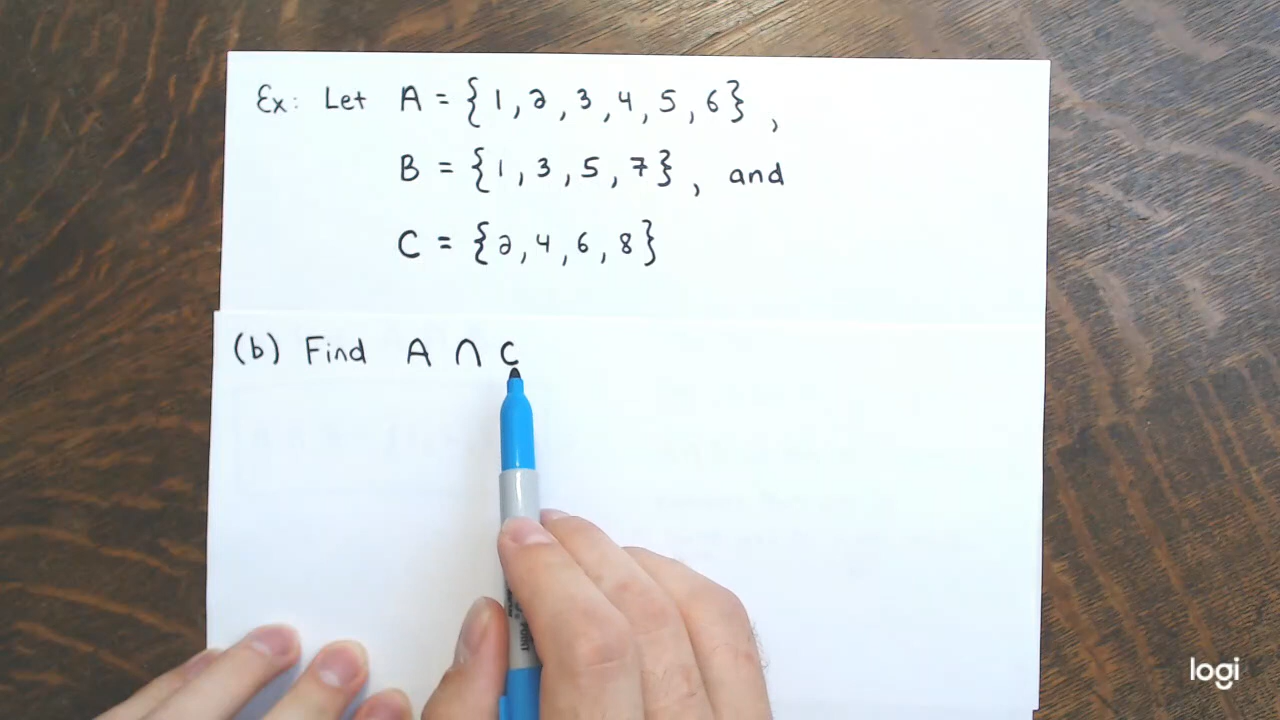 Ex: Let A = {1, 2, 3, 4, 5, 6},
B = {1, 3, 5, 7}, and
C = {2, 4, 6, 8}
(b) Find A ∩ C
logi